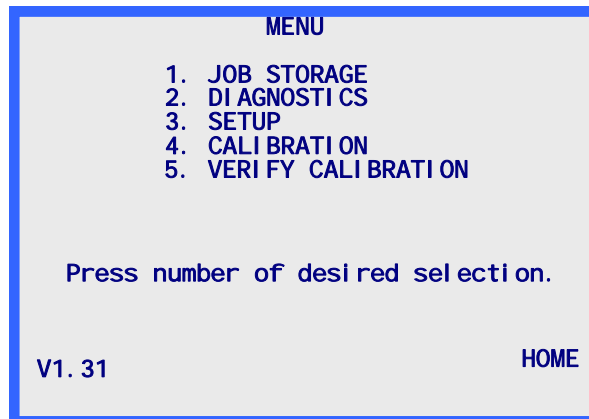 MENU
1. JOB STORAGE
2. DIAGNOSTICS
3. SETUP
4. CALIBRATION
5. VERIFY CALIBRATION
Press number of desired selection.
HOME
V1.31